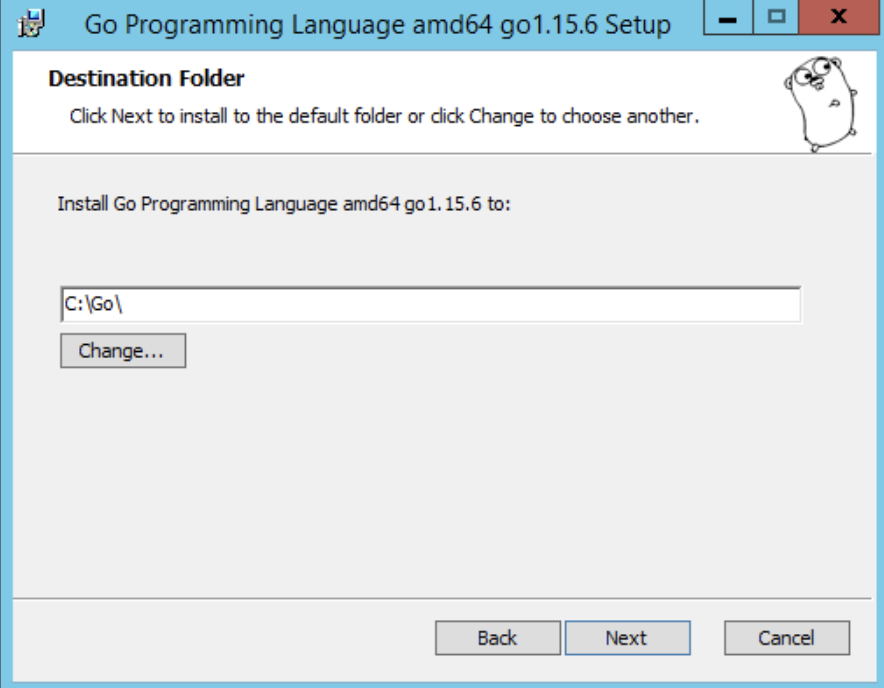 Go Programming Language amd64 go1.15.6 Setup
Destination Folder
Click Next to install to the default folder or click Change to choose another.
Install Go Programming Language amd64 go1.15.6 to:
C:\Go\
Change...
Back Next Cancel